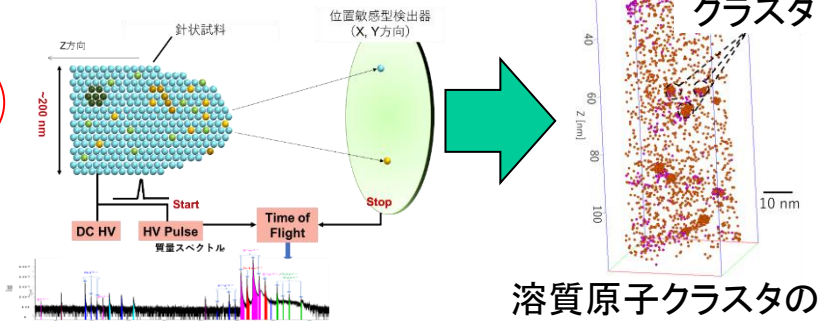 位置敏感型検出器
(X, Y方向)
針状試料
Z方向
~200 nm
Start
Stop
DC HV
HV Pulse
Time of
Flight
質量スペクトル
クラスタ
40
60
Z [nm]
80
100
10 nm
溶質原子クラスタの